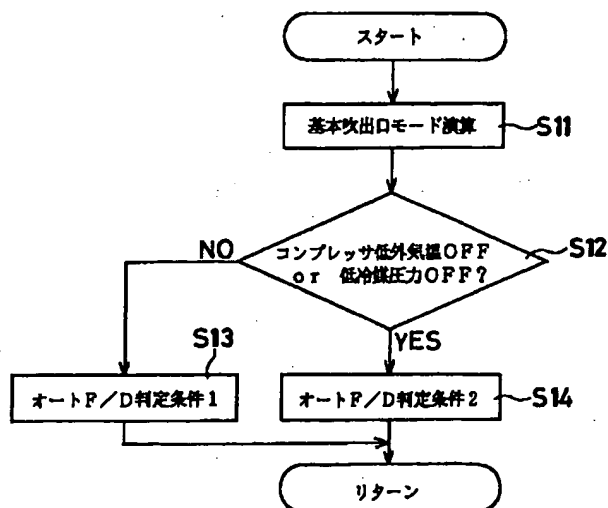 スタート
基本吹出口モード演算
S11
コンプレッサ低外気温OFF
or 低冷媒圧力OFF?
S12
NO
YES
S13
オートF/D判定条件1
オートF/D判定条件2
S14
リターン